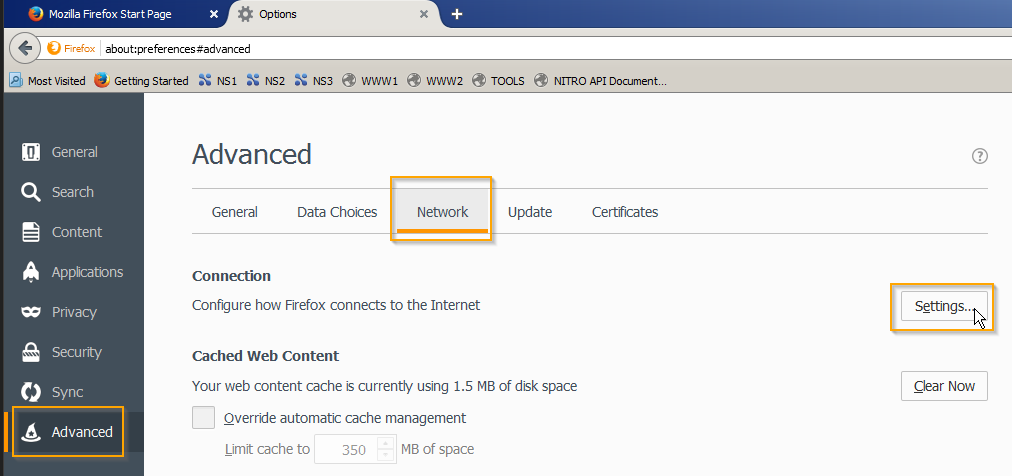 Mozilla Firefox Start Page
Options
Firefox
about:preferences#advanced
Most Visited
Getting Started
NS1
NS2
NS3
WWW1
WWW2
TOOLS
NITRO API Document...
General
Search
Content
Applications
Privacy
Security
Sync
Advanced
Advanced
?
General
Data Choices
Network
Update
Certificates
Connection
Configure how Firefox connects to the Internet
Settings...
Cached Web Content
Your web content cache is currently using 1.5 MB of disk space
Clear Now
Override automatic cache management
Limit cache to
350
MB of space